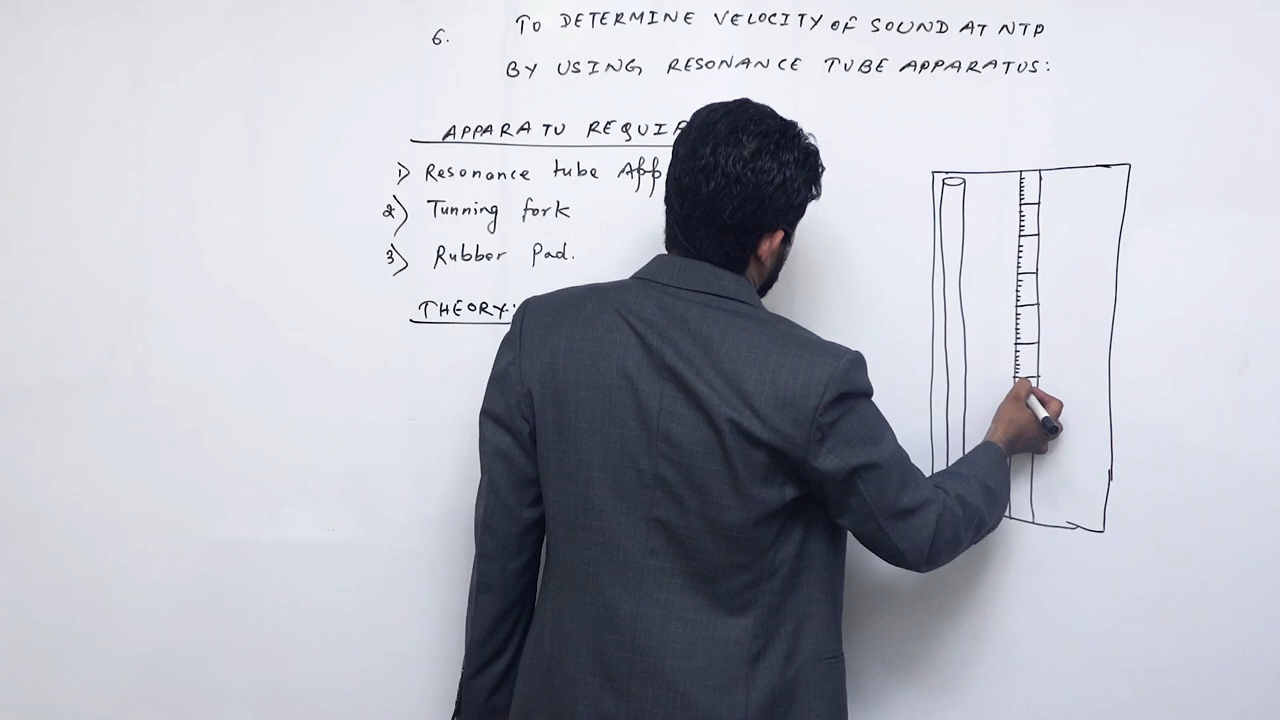 6. TO DETERMINE VELOCITY OF SOUND AT NTP
BY USING RESONANCE TUBE APPARATUS:
APPARATU
1) Resonance tube
2) Tunning fork
3) Rubber Pad.
THEORY: